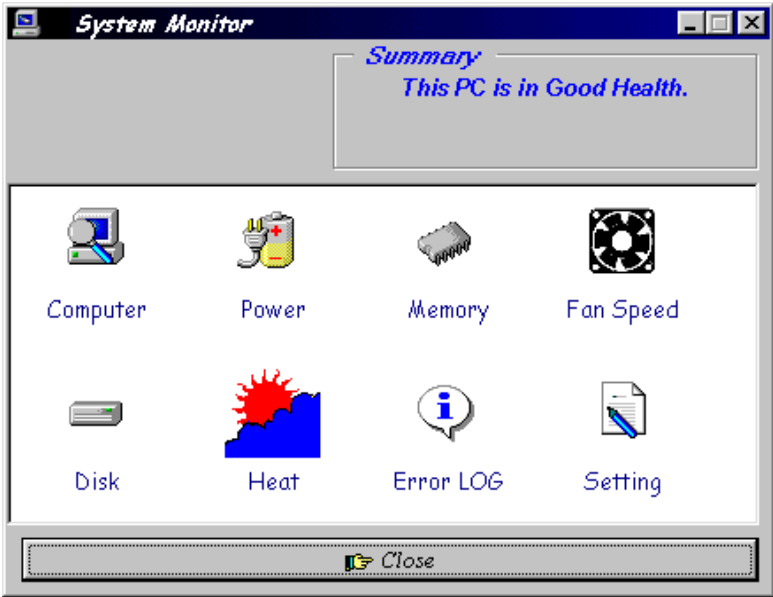 System Monitor
Summary
This PC is in Good Health.
Computer Power Memory Fan Speed
Disk Heat Error LOG Setting
Close